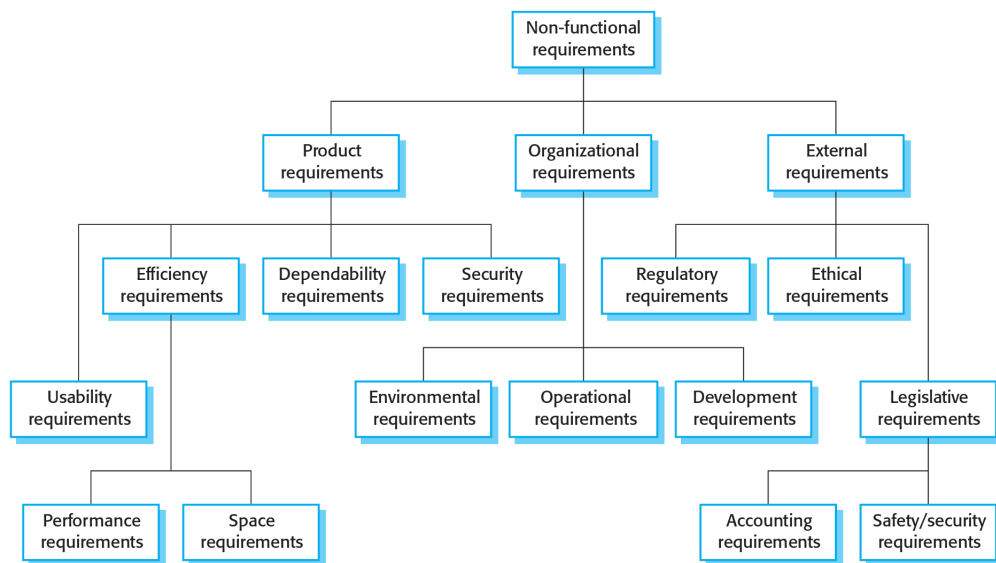 Non-functional
requirements
Product
requirements
Organizational
requirements
External
requirements
Efficiency
requirements
Dependability
requirements
Security
requirements
Regulatory
requirements
Ethical
requirements
Usability
requirements
Environmental
requirements
Operational
requirements
Development
requirements
Legislative
requirements
Performance
requirements
Space
requirements
Accounting
requirements
Safety/security
requirements